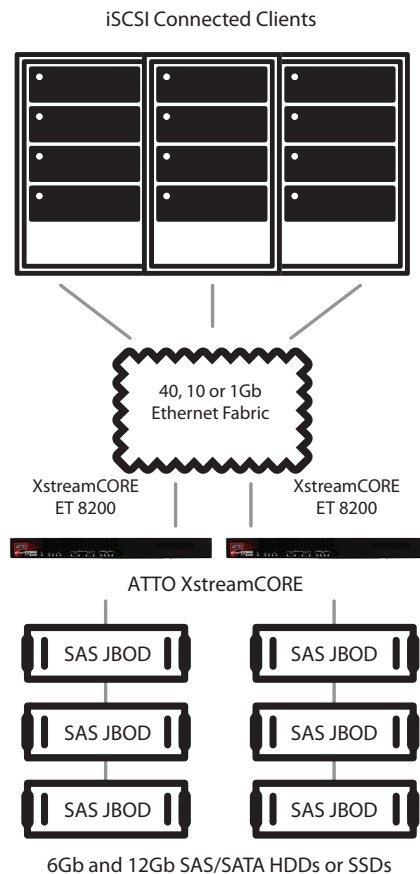 iSCSI Connected Clients
40, 10 or 1Gb
Ethernet Fabric
XstreamCORE
ET 8200
XstreamCORE
ET 8200
ATTO XstreamCORE
SAS JBOD
SAS JBOD
SAS JBOD
SAS JBOD
SAS JBOD
SAS JBOD
6Gb and 12Gb SAS/SATA HDDs or SSDs